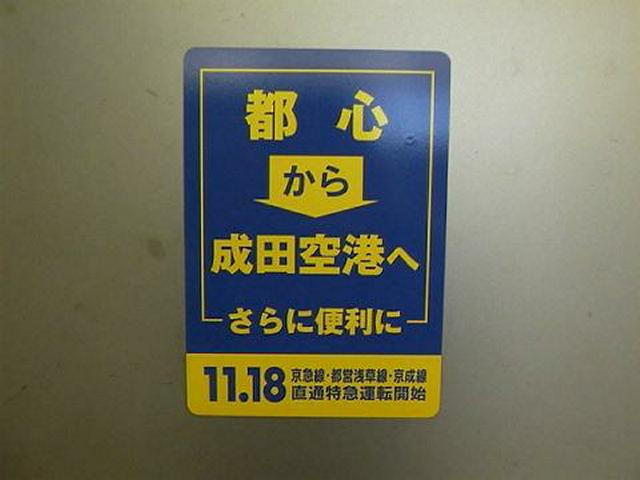 都心
から
成田空港へ
さらに便利に
11.18
京急線・都営浅草線・京成線
直通特急運転開始